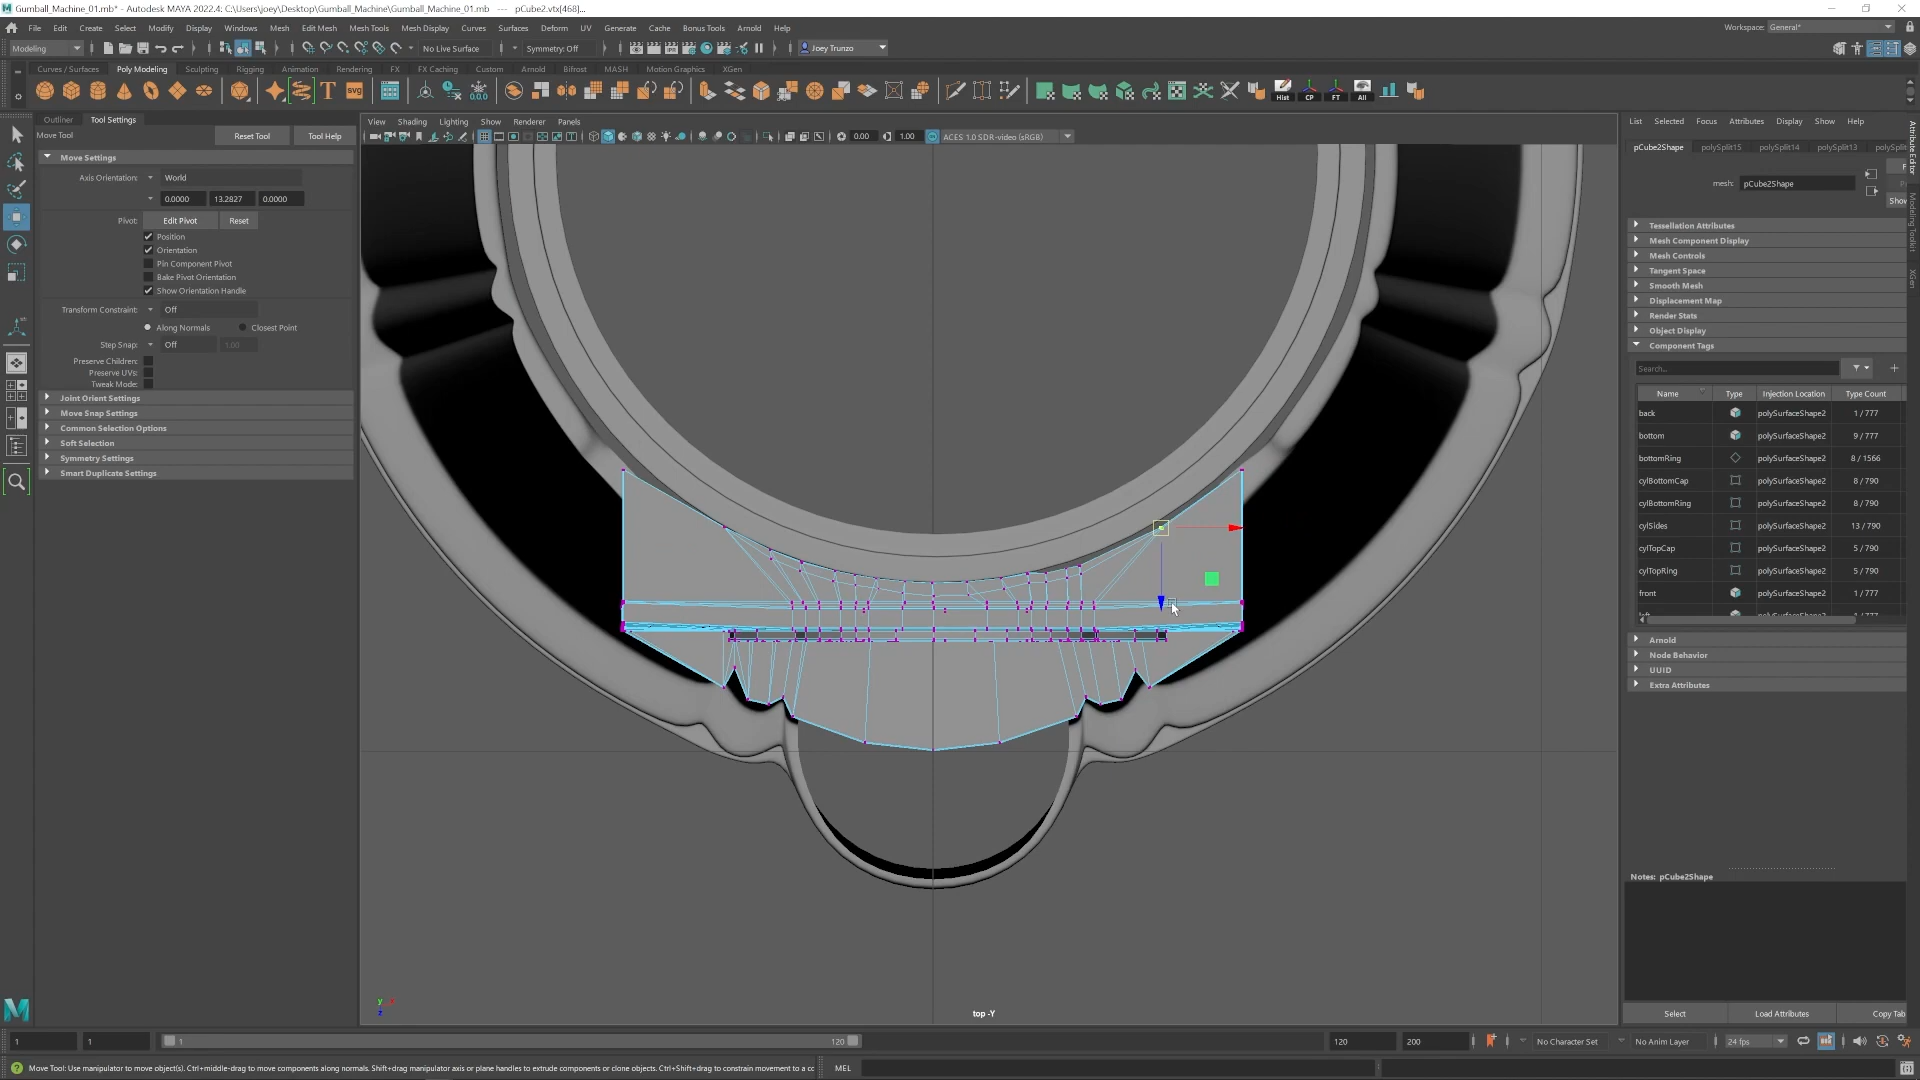 Gumball_Machine_01.mb* - Autodesk MAYA 2022.4: C:\Users\joey\Desktop\Gumball_Machine\Gumball_Machine_01.mb --- pCube2.vtx[468]...
File Edit Create Select Modify Display Windows Mesh Edit Mesh Mesh Tools Mesh Display Curves Surfaces Deform UV Generate Cache Bonus Tools Arnold Help
Workspace: General*
Modeling No Live Surface Symmetry: Off Joey Trunzo
Curves / Surfaces Poly Modeling Sculpting Rigging Animation Rendering FX FX Caching Custom Arnold Bifrost MASH Motion Graphics XGen
Hist CP FT All
Outliner Tool Settings
Move Tool Reset Tool Tool Help
Move Settings
Axis Orientation: World
0.0000 13.2827 0.0000
Pivot: Edit Pivot Reset
Position
Orientation
Pin Component Pivot
Bake Pivot Orientation
Show Orientation Handle
Transform Constraint: Off
Along Normals Closest Point
Step Snap: Off 1.00
Preserve Children:
Preserve UVs:
Tweak Mode:
Joint Orient Settings
Move Snap Settings
Common Selection Options
Soft Selection
Symmetry Settings
Smart Duplicate Settings
View Shading Lighting Show Renderer Panels
0.00 1.00 ACES 1.0 SDR-video (sRGB)
top -Y
List Selected Focus Attributes Display Show Help
pCube2Shape polySplit15 polySplit14 polySplit13 polySpli
mesh: pCube2Shape
Show
Tessellation Attributes
Mesh Component Display
Mesh Controls
Tangent Space
Smooth Mesh
Displacement Map
Render Stats
Object Display
Component Tags
Search...
Name Type Injection Location Type Count
back polySurfaceShape2 1 / 777
bottom polySurfaceShape2 9 / 777
bottomRing polySurfaceShape2 8 / 1566
cylBottomCap polySurfaceShape2 8 / 790
cylBottomRing polySurfaceShape2 8 / 790
cylSides polySurfaceShape2 13 / 790
cylTopCap polySurfaceShape2 5 / 790
cylTopRing polySurfaceShape2 5 / 790
front polySurfaceShape2 1 / 777
Arnold
Node Behavior
UUID
Extra Attributes
Notes: pCube2Shape
Select Load Attributes Copy Tab
Attribute Editor
Modeling Toolkit
XGen
1 1 1 120 120 200 No Character Set No Anim Layer 24 fps
Move Tool: Use manipulator to move object(s). Ctrl+middle-drag to move components along normals. Shift+drag manipulator axis or plane handles to extrude components or clone objects. Ctrl+Shift+drag to constrain movement to a co
MEL